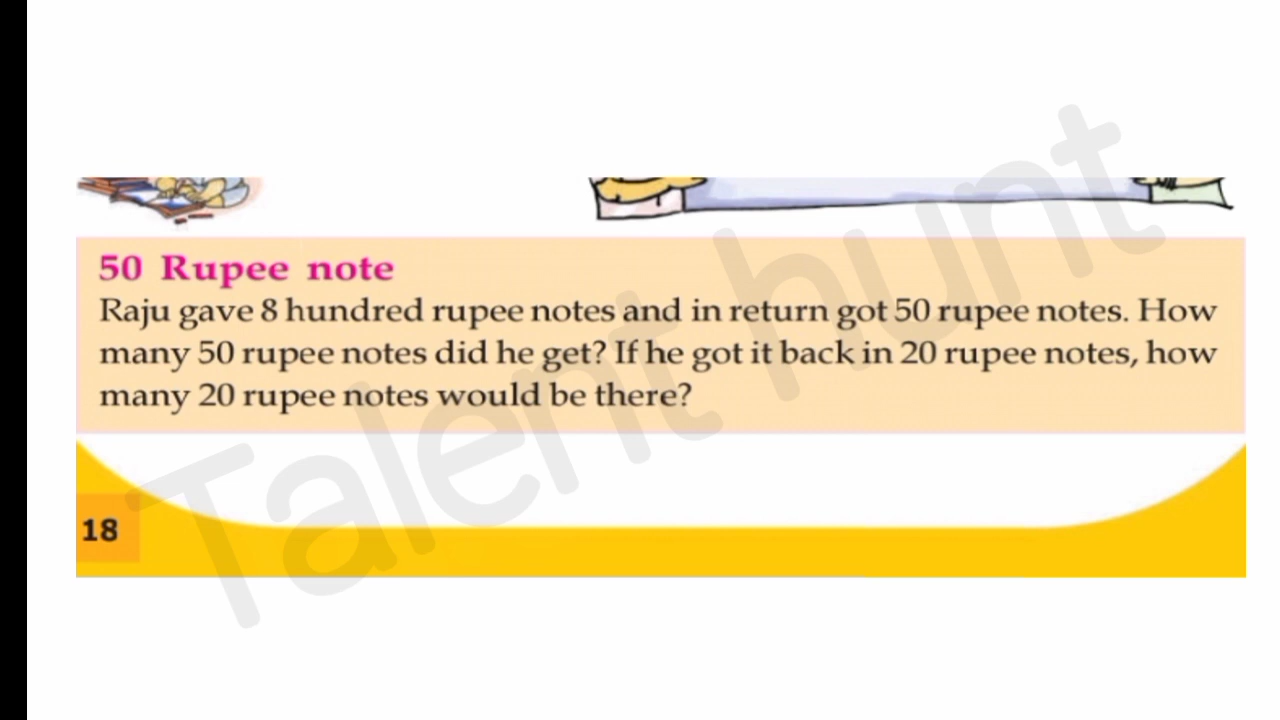 50 Rupee note
Raju gave 8 hundred rupee notes and in return got 50 rupee notes. How
many 50 rupee notes did he get? If he got it back in 20 rupee notes, how
many 20 rupee notes would be there?
18
Talent hunt